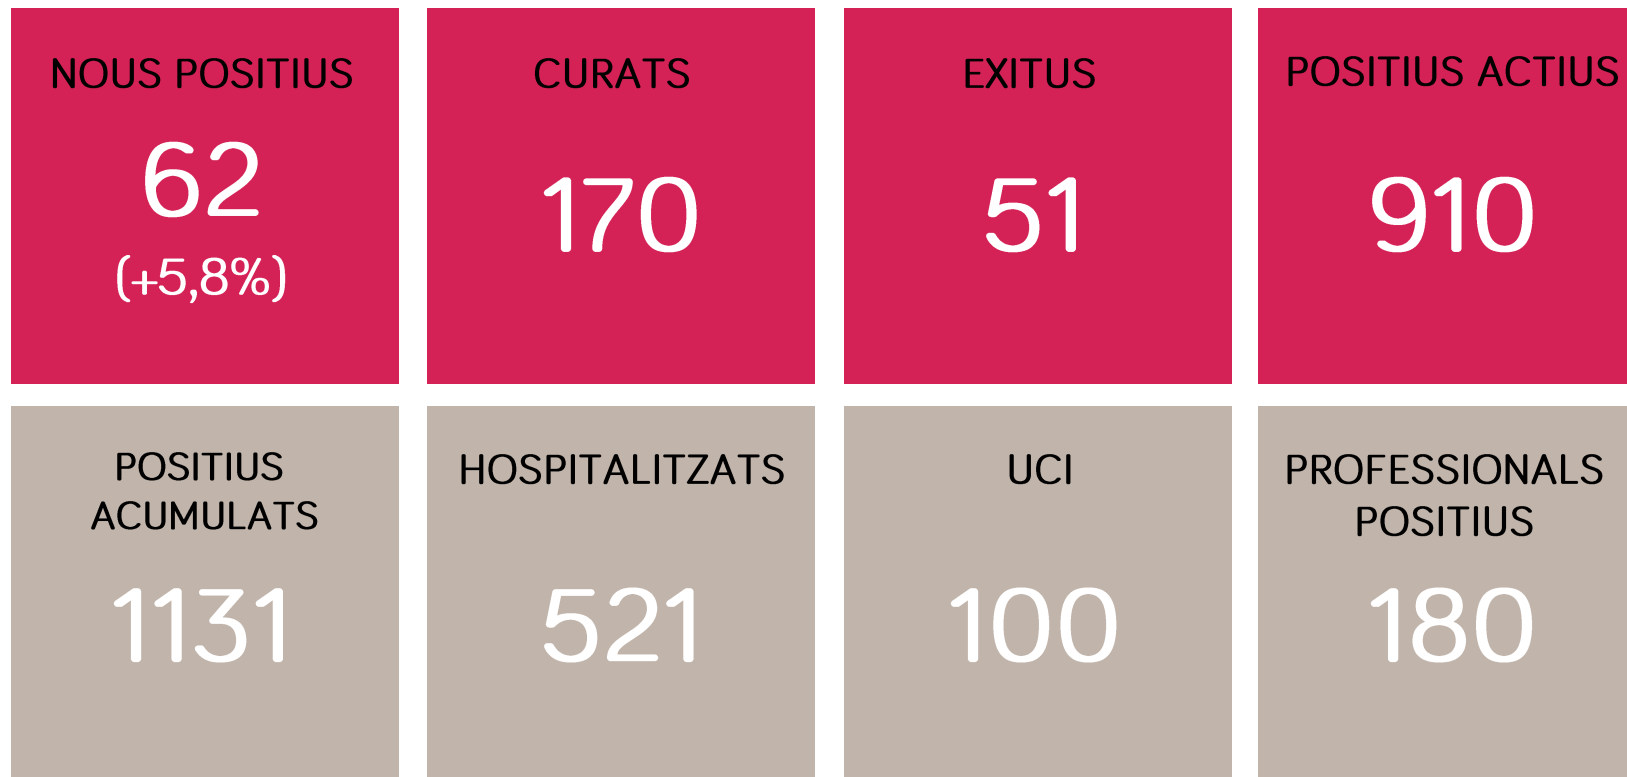 NOUS POSITIUS
62
(+5,8%)
CURATS
170
EXITUS
51
POSITIUS ACTIUS
910
POSITIUS
ACUMULATS
1131
HOSPITALITZATS
521
UCI
100
PROFESSIONALS
POSITIUS
180